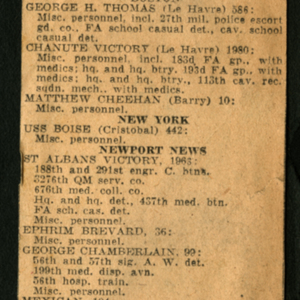 GEORGE H. THOMAS (Le Havre) 586:
Misc. personnel, incl. 27th mil. police escort
gd. co., FA school casual det., cav. school
casual det.
CHANUTE VICTORY (Le Havre) 1980:
Misc. personnel, incl. 183d FA gp., with
medics; hq. and hq. btry., 193d FA gp., with
medics; hq. and hq. btry., 113th cav. rec.
sqdn. mech., with medics.
MATTHEW CHEEHAN (Barry) 10:
Misc. personnel.
NEW YORK
USS BOISE (Cristobal) 442:
Misc. personnel.
NEWPORT NEWS
ST ALBANS VICTORY, 1963:
188th and 291st engr. C. btns.
3276th QM serv. co.
676th med. coll. co.
Hq. and hq. det., 437th med. btn.
FA sch. cas. det.
Misc. personnel.
EPHRIM BREVARD, 36:
Misc. personnel.
GEORGE CHAMBERLAIN, 99:
56th and 57th sig. A. W. det.
199th med. disp. avn.
56th hosp. train.
Misc. personnel.